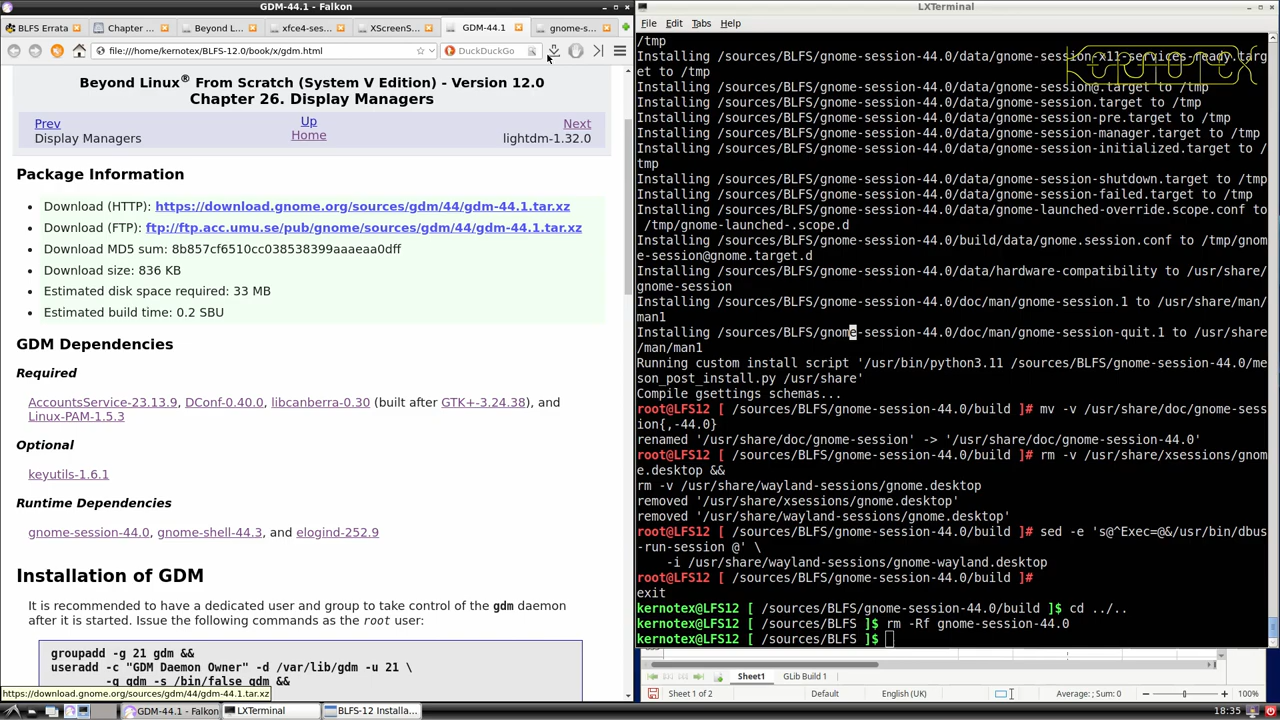 GDM-44.1 - Falkon
BLFS Errata
Chapter ...
Beyond L...
xfce4-ses...
XScreenS...
GDM-44.1
gnome-s...
file:///home/kernotex/BLFS-12.0/book/x/gdm.html
DuckDuckGo
Beyond Linux® From Scratch (System V Edition) - Version 12.0
Chapter 26. Display Managers
Prev
Up
Next
Display Managers
Home
lightdm-1.32.0
Package Information
Download (HTTP): https://download.gnome.org/sources/gdm/44/gdm-44.1.tar.xz
Download (FTP): ftp://ftp.acc.umu.se/pub/gnome/sources/gdm/44/gdm-44.1.tar.xz
Download MD5 sum: 8b857cf6510cc038538399aaaeaa0dff
Download size: 836 KB
Estimated disk space required: 33 MB
Estimated build time: 0.2 SBU
GDM Dependencies
Required
AccountsService-23.13.9, DConf-0.40.0, libcanberra-0.30 (built after GTK+-3.24.38), and
Linux-PAM-1.5.3
Optional
keyutils-1.6.1
Runtime Dependencies
gnome-session-44.0, gnome-shell-44.3, and elogind-252.9
Installation of GDM
It is recommended to have a dedicated user and group to take control of the gdm daemon
after it is started. Issue the following commands as the root user:
groupadd -g 21 gdm &&
useradd -c "GDM Daemon Owner" -d /var/lib/gdm -u 21 \
-g gdm -s /bin/false gdm &&
https://download.gnome.org/sources/gdm/44/gdm-44.1.tar.xz
LXTerminal
File Edit Tabs Help
/tmp
Installing /sources/BLFS/gnome-session-44.0/data/gnome-session-x11-services-ready.targ
et to /tmp
Installing /sources/BLFS/gnome-session-44.0/data/gnome-session@.target to /tmp
Installing /sources/BLFS/gnome-session-44.0/data/gnome-session.target to /tmp
Installing /sources/BLFS/gnome-session-44.0/data/gnome-session-pre.target to /tmp
Installing /sources/BLFS/gnome-session-44.0/data/gnome-session-manager.target to /tmp
Installing /sources/BLFS/gnome-session-44.0/data/gnome-session-initialized.target to /
tmp
Installing /sources/BLFS/gnome-session-44.0/data/gnome-session-shutdown.target to /tmp
Installing /sources/BLFS/gnome-session-44.0/data/gnome-session-failed.target to /tmp
Installing /sources/BLFS/gnome-session-44.0/data/gnome-launched-override.scope.conf to
/tmp/gnome-launched-.scope.d
Installing /sources/BLFS/gnome-session-44.0/build/data/gnome.session.conf to /tmp/gnom
e-session@gnome.target.d
Installing /sources/BLFS/gnome-session-44.0/data/hardware-compatibility to /usr/share/
gnome-session
Installing /sources/BLFS/gnome-session-44.0/doc/man/gnome-session.1 to /usr/share/man/
man1
Installing /sources/BLFS/gnome-session-44.0/doc/man/gnome-session-quit.1 to /usr/share
/man/man1
Running custom install script '/usr/bin/python3.11 /sources/BLFS/gnome-session-44.0/me
son_post_install.py /usr/share'
Compile gsettings schemas...
root@LFS12 [ /sources/BLFS/gnome-session-44.0/build ]# mv -v /usr/share/doc/gnome-sess
ion{,-44.0}
renamed '/usr/share/doc/gnome-session' -> '/usr/share/doc/gnome-session-44.0'
root@LFS12 [ /sources/BLFS/gnome-session-44.0/build ]# rm -v /usr/share/xsessions/gnom
e.desktop &&
rm -v /usr/share/wayland-sessions/gnome.desktop
removed '/usr/share/xsessions/gnome.desktop'
removed '/usr/share/wayland-sessions/gnome.desktop'
root@LFS12 [ /sources/BLFS/gnome-session-44.0/build ]# sed -e 's@^Exec=@&/usr/bin/dbus
-run-session @' \
-i /usr/share/wayland-sessions/gnome-wayland.desktop
root@LFS12 [ /sources/BLFS/gnome-session-44.0/build ]#
exit
kernotex@LFS12 [ /sources/BLFS/gnome-session-44.0/build ]$ cd ../..
kernotex@LFS12 [ /sources/BLFS ]$ rm -Rf gnome-session-44.0
kernotex@LFS12 [ /sources/BLFS ]$
Sheet1
GLib Build 1
Sheet 1 of 2
Default
English (UK)
Average: ; Sum: 0
100%
GDM-44.1 - Falkon
LXTerminal
BLFS-12 Installa...
18:35